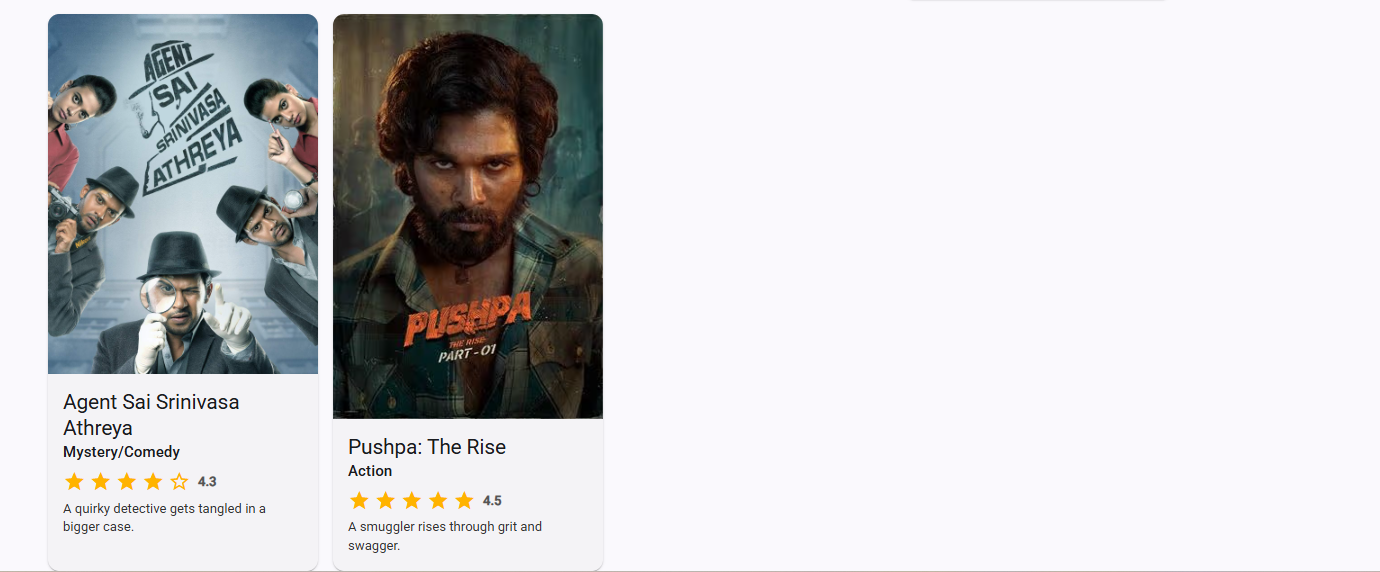 AGENT
SAI
SRINIVASA
ATHREYA
Agent Sai Srinivasa
Athreya
Mystery/Comedy
4.3
A quirky detective gets tangled in a
bigger case.
PUSHPA
THE RISE
PART-01
Pushpa: The Rise
Action
4.5
A smuggler rises through grit and
swagger.